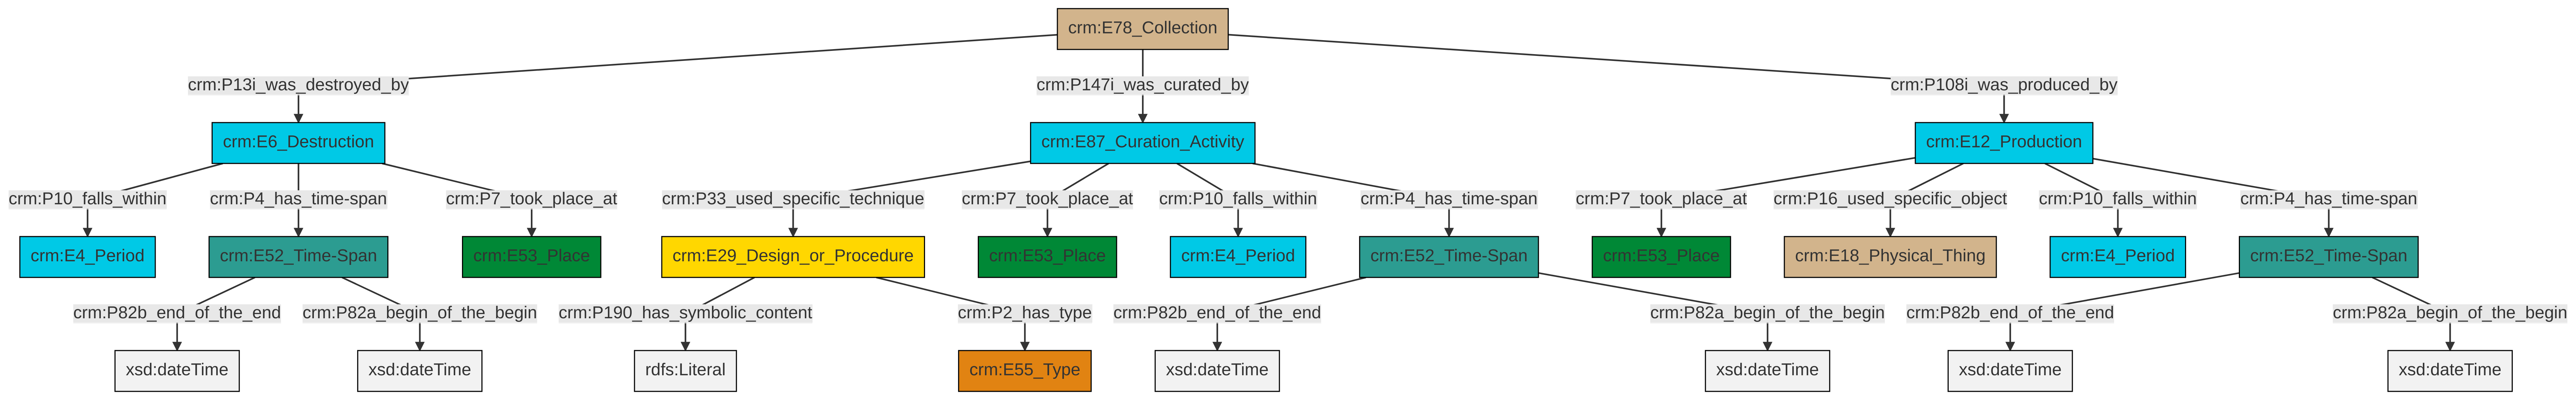 crm:E78_Collection
crm:P13i_was_destroyed_by
crm:P147i_was_curated_by
crm:P108i_was_produced_by
crm:E6_Destruction
crm:E87_Curation_Activity
crm:E12_Production
crm:P10_falls_within
crm:P4_has_time-span
crm:P7_took_place_at
crm:P33_used_specific_technique
crm:P7_took_place_at
crm:P10_falls_within
crm:P4_has_time-span
crm:P7_took_place_at
crm:P16_used_specific_object
crm:P10_falls_within
crm:P4_has_time-span
crm:E4_Period
crm:E52_Time-Span
crm:E53_Place
crm:E29_Design_or_Procedure
crm:E53_Place
crm:E4_Period
crm:E52_Time-Span
crm:E53_Place
crm:E18_Physical_Thing
crm:E4_Period
crm:E52_Time-Span
crm:P82b_end_of_the_end
crm:P82a_begin_of_the_begin
crm:P190_has_symbolic_content
crm:P2_has_type
crm:P82b_end_of_the_end
crm:P82a_begin_of_the_begin
crm:P82b_end_of_the_end
crm:P82a_begin_of_the_begin
xsd:dateTime
xsd:dateTime
rdfs:Literal
crm:E55_Type
xsd:dateTime
xsd:dateTime
xsd:dateTime
xsd:dateTime